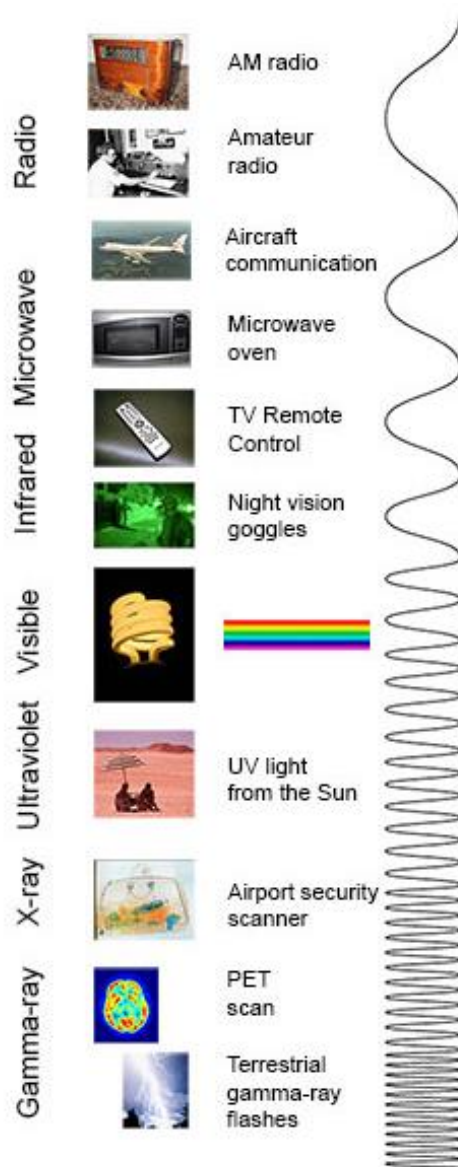 Radio
AM radio
Amateur
radio
Aircraft
communication
Microwave
Microwave
oven
Infrared
TV Remote
Control
Night vision
goggles
Visible
Ultraviolet
UV light
from the Sun
X-ray
Airport security
scanner
Gamma-ray
PET
scan
Terrestrial
gamma-ray
flashes